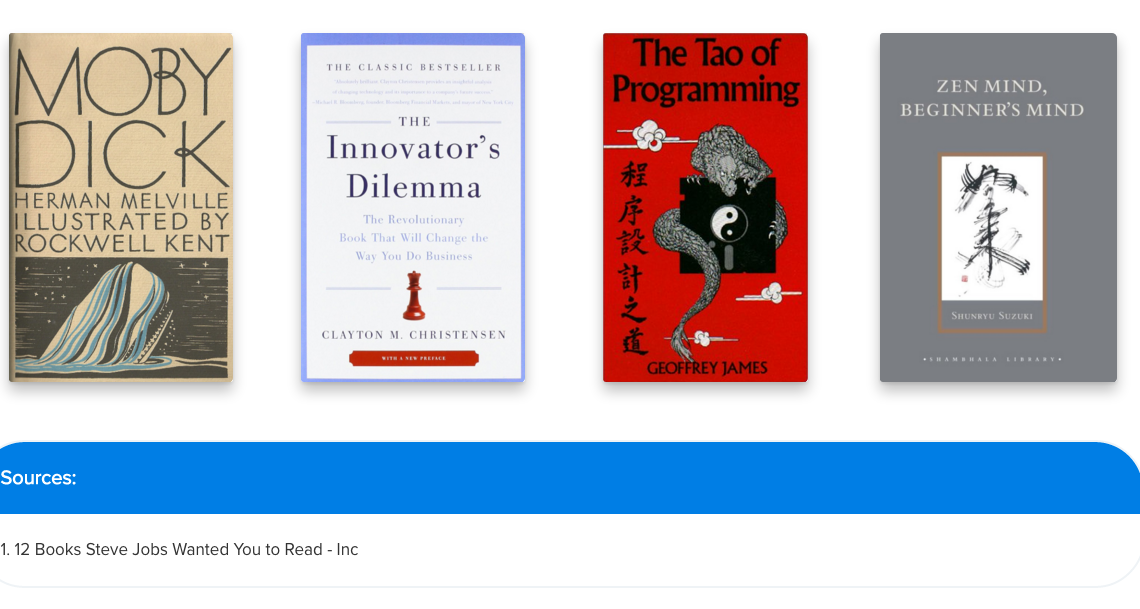 MOBY
DICK
HERMAN MELVILLE
ILLUSTRATED BY
ROCKWELL KENT
THE CLASSIC BESTSELLER
THE
Innovator's
Dilemma
The Revolutionary
Book That Will Change the
Way You Do Business
CLAYTON M. CHRISTENSEN
WITH A NEW PREFACE
The Tao of
Programming
程
序
設
計
之
道
GEOFFREY JAMES
ZEN MIND,
BEGINNER'S MIND
SHUNRYU SUZUKI
•SHAMBHALA LIBRARY•
Sources:
1. 12 Books Steve Jobs Wanted You to Read - Inc